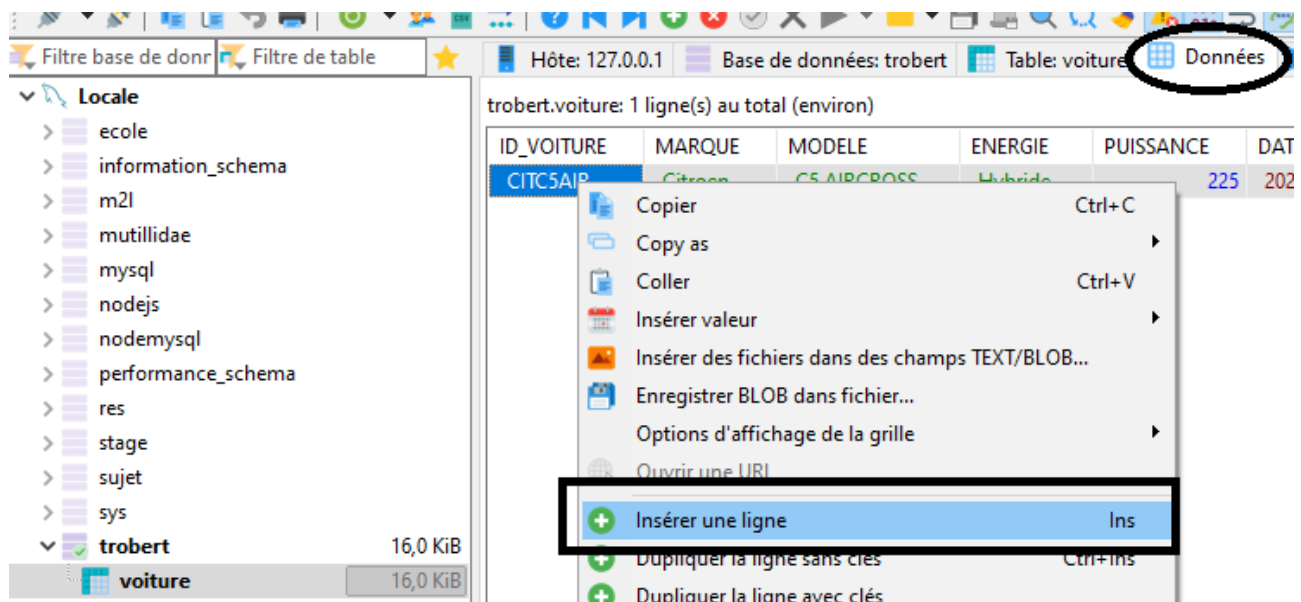 Filtre base de donr Filtre de table
Hôte: 127.0.0.1 Base de données: trobert Table: voiture Données
Locale
trobert.voiture: 1 ligne(s) au total (environ)
ecole
ID_VOITURE MARQUE MODELE ENERGIE PUISSANCE DAT
information_schema
CITC5AIR Citroen C5 AIRCROSS Hybride 225 202
m2l
Copier Ctrl+C
mutillidae
Copy as
mysql
Coller Ctrl+V
nodejs
Insérer valeur
nodemysql
Insérer des fichiers dans des champs TEXT/BLOB...
performance_schema
Enregistrer BLOB dans fichier...
res
Options d'affichage de la grille
stage
Ouvrir une URL
sujet
sys
Insérer une ligne Ins
trobert 16,0 KiB
Dupliquer la ligne sans clés Ctrl+Ins
voiture 16,0 KiB
Dupliquer la ligne avec clés